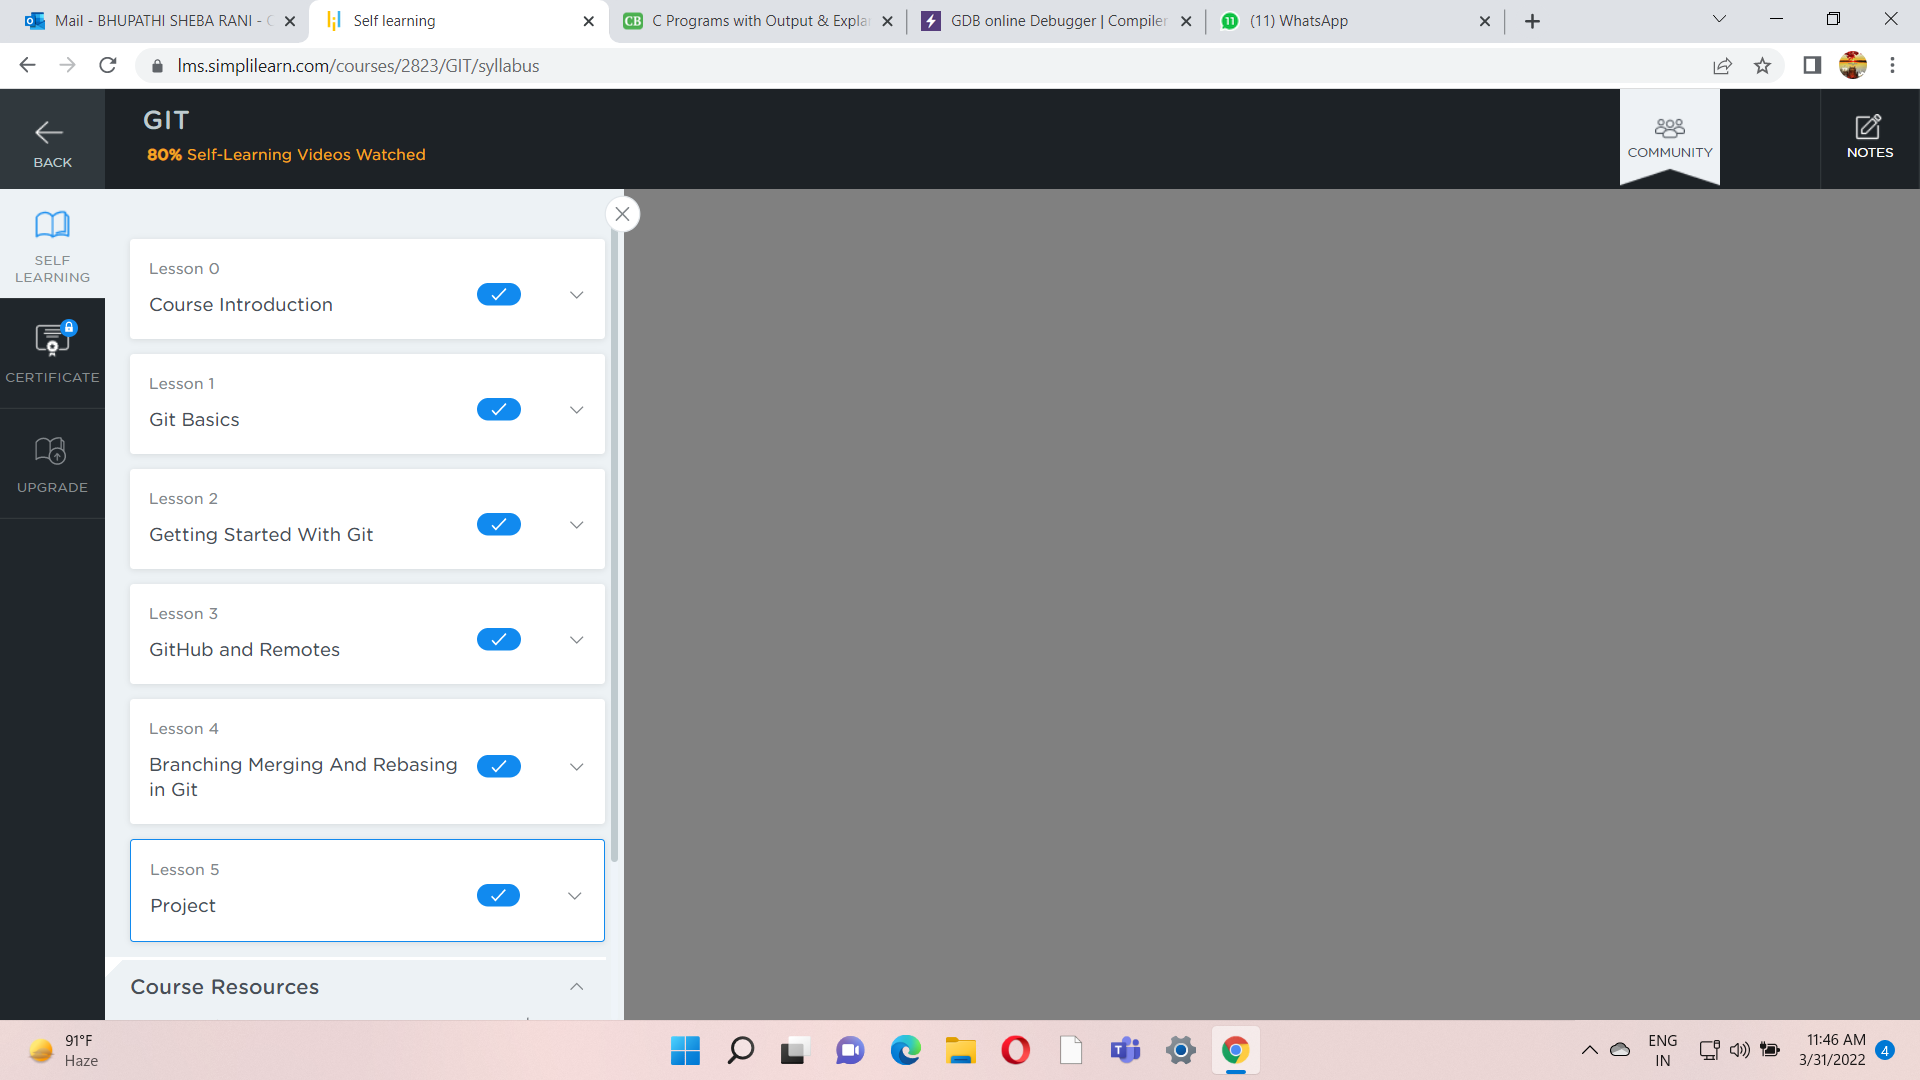 Mail - BHUPATHI SHEBA RANI -
Self learning
CB
C Programs with Output & Expla
GDB online Debugger | Compiler
11
(11) WhatsApp
lms.simplilearn.com/courses/2823/GIT/syllabus
BACK
GIT
80% Self-Learning Videos Watched
COMMUNITY
NOTES
SELF
LEARNING
CERTIFICATE
UPGRADE
Lesson 0
Course Introduction
Lesson 1
Git Basics
Lesson 2
Getting Started With Git
Lesson 3
GitHub and Remotes
Lesson 4
Branching Merging And Rebasing
in Git
Lesson 5
Project
Course Resources
91°F
Haze
ENG
IN
11:46 AM
3/31/2022
4